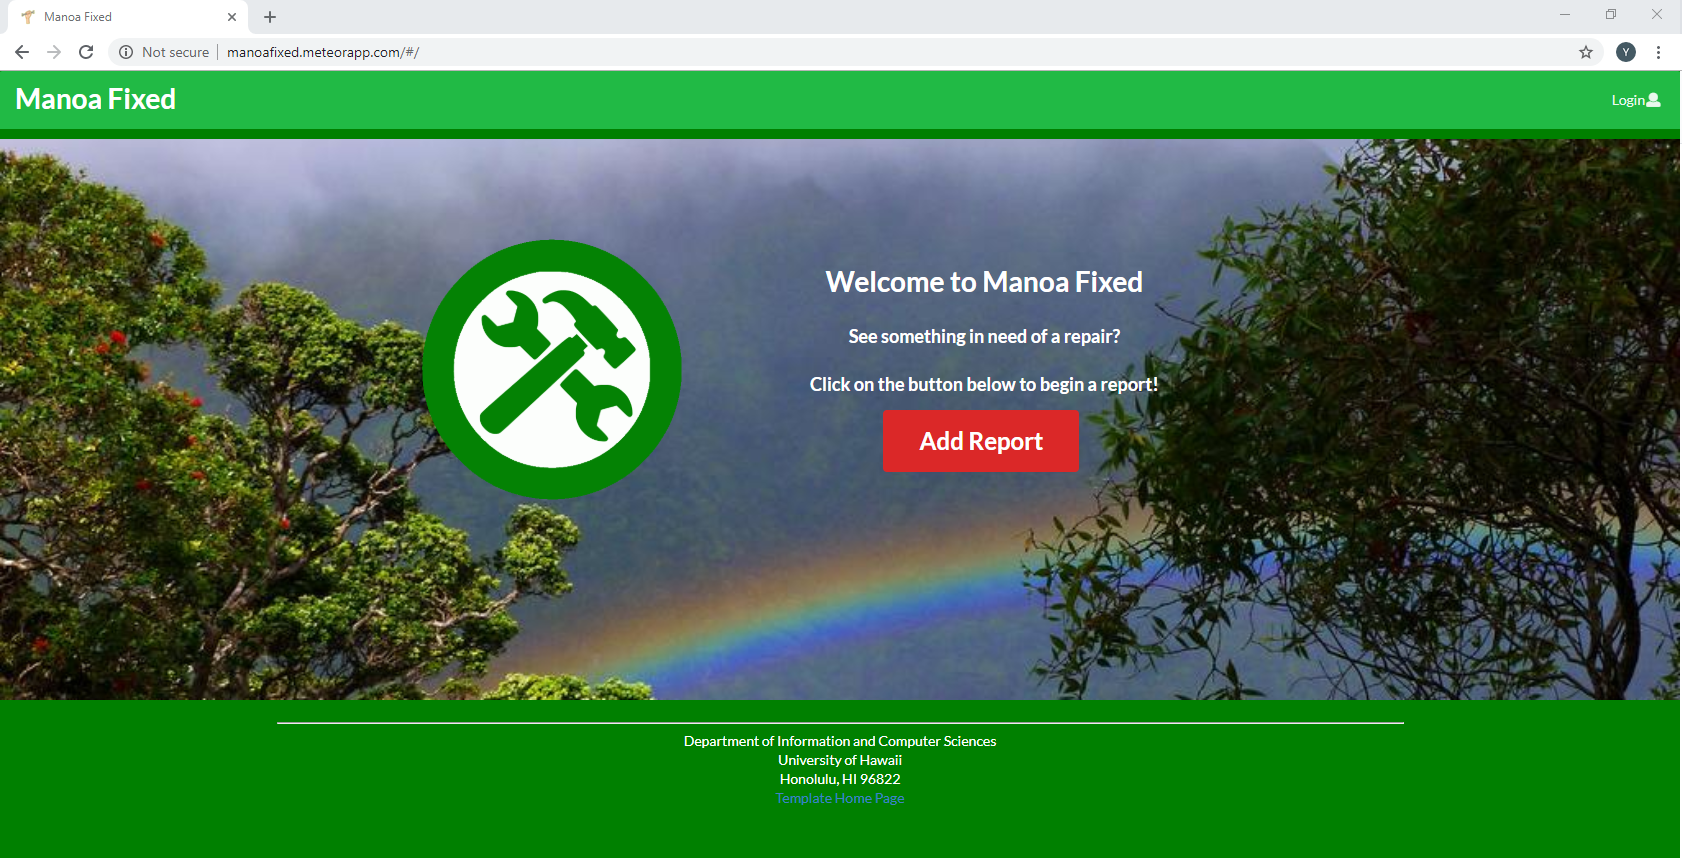 Manoa Fixed
Not secure | manoafixed.meteorapp.com/#/
Y
Manoa Fixed
Login
Welcome to Manoa Fixed
See something in need of a repair?
Click on the button below to begin a report!
Add Report
Department of Information and Computer Sciences
University of Hawaii
Honolulu, HI 96822
Template Home Page